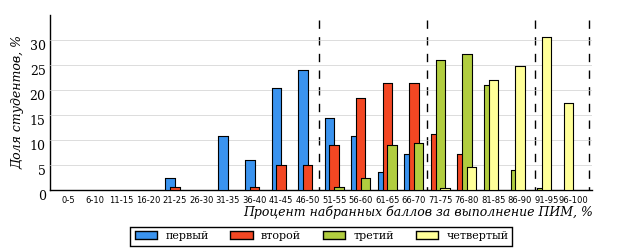 Доля студентов, %
30
25
20
15
10
5
0
0-5 6-10 11-15 16-20 21-25 26-30 31-35 36-40 41-45 46-50 51-55 56-60 61-65 66-70 71-75 76-80 81-85 86-90 91-95 96-100
Процент набранных баллов за выполнение ПИМ, %
первый второй третий четвертый